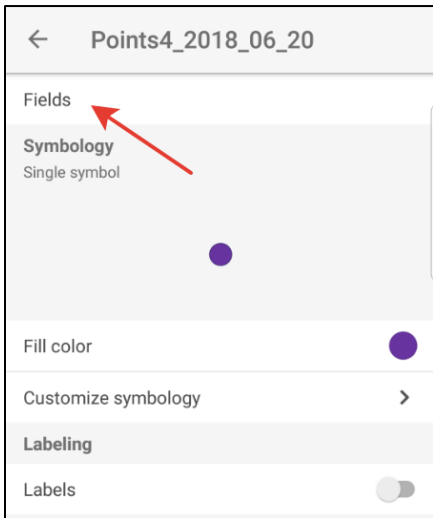 Points4_2018_06_20
Fields
Symbology
Single symbol
Fill color
Customize symbology
Labeling
Labels